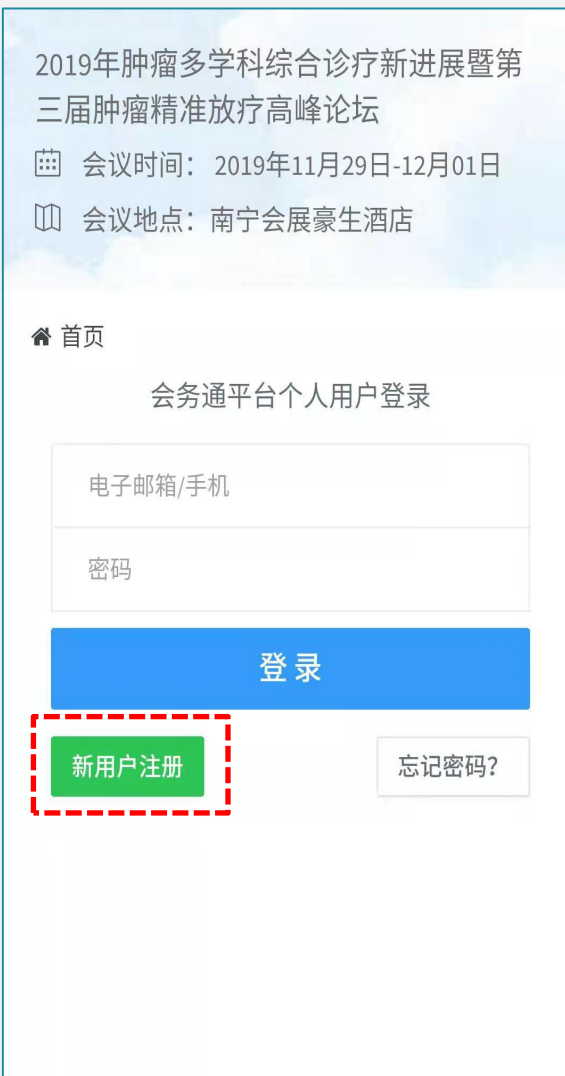 2019年肿瘤多学科综合诊疗新进展暨第
三届肿瘤精准放疗高峰论坛
会议时间： 2019年11月29日-12月01日
会议地点：南宁会展豪生酒店
首页
会务通平台个人用户登录
电子邮箱/手机
密码
登 录
新用户注册
忘记密码?